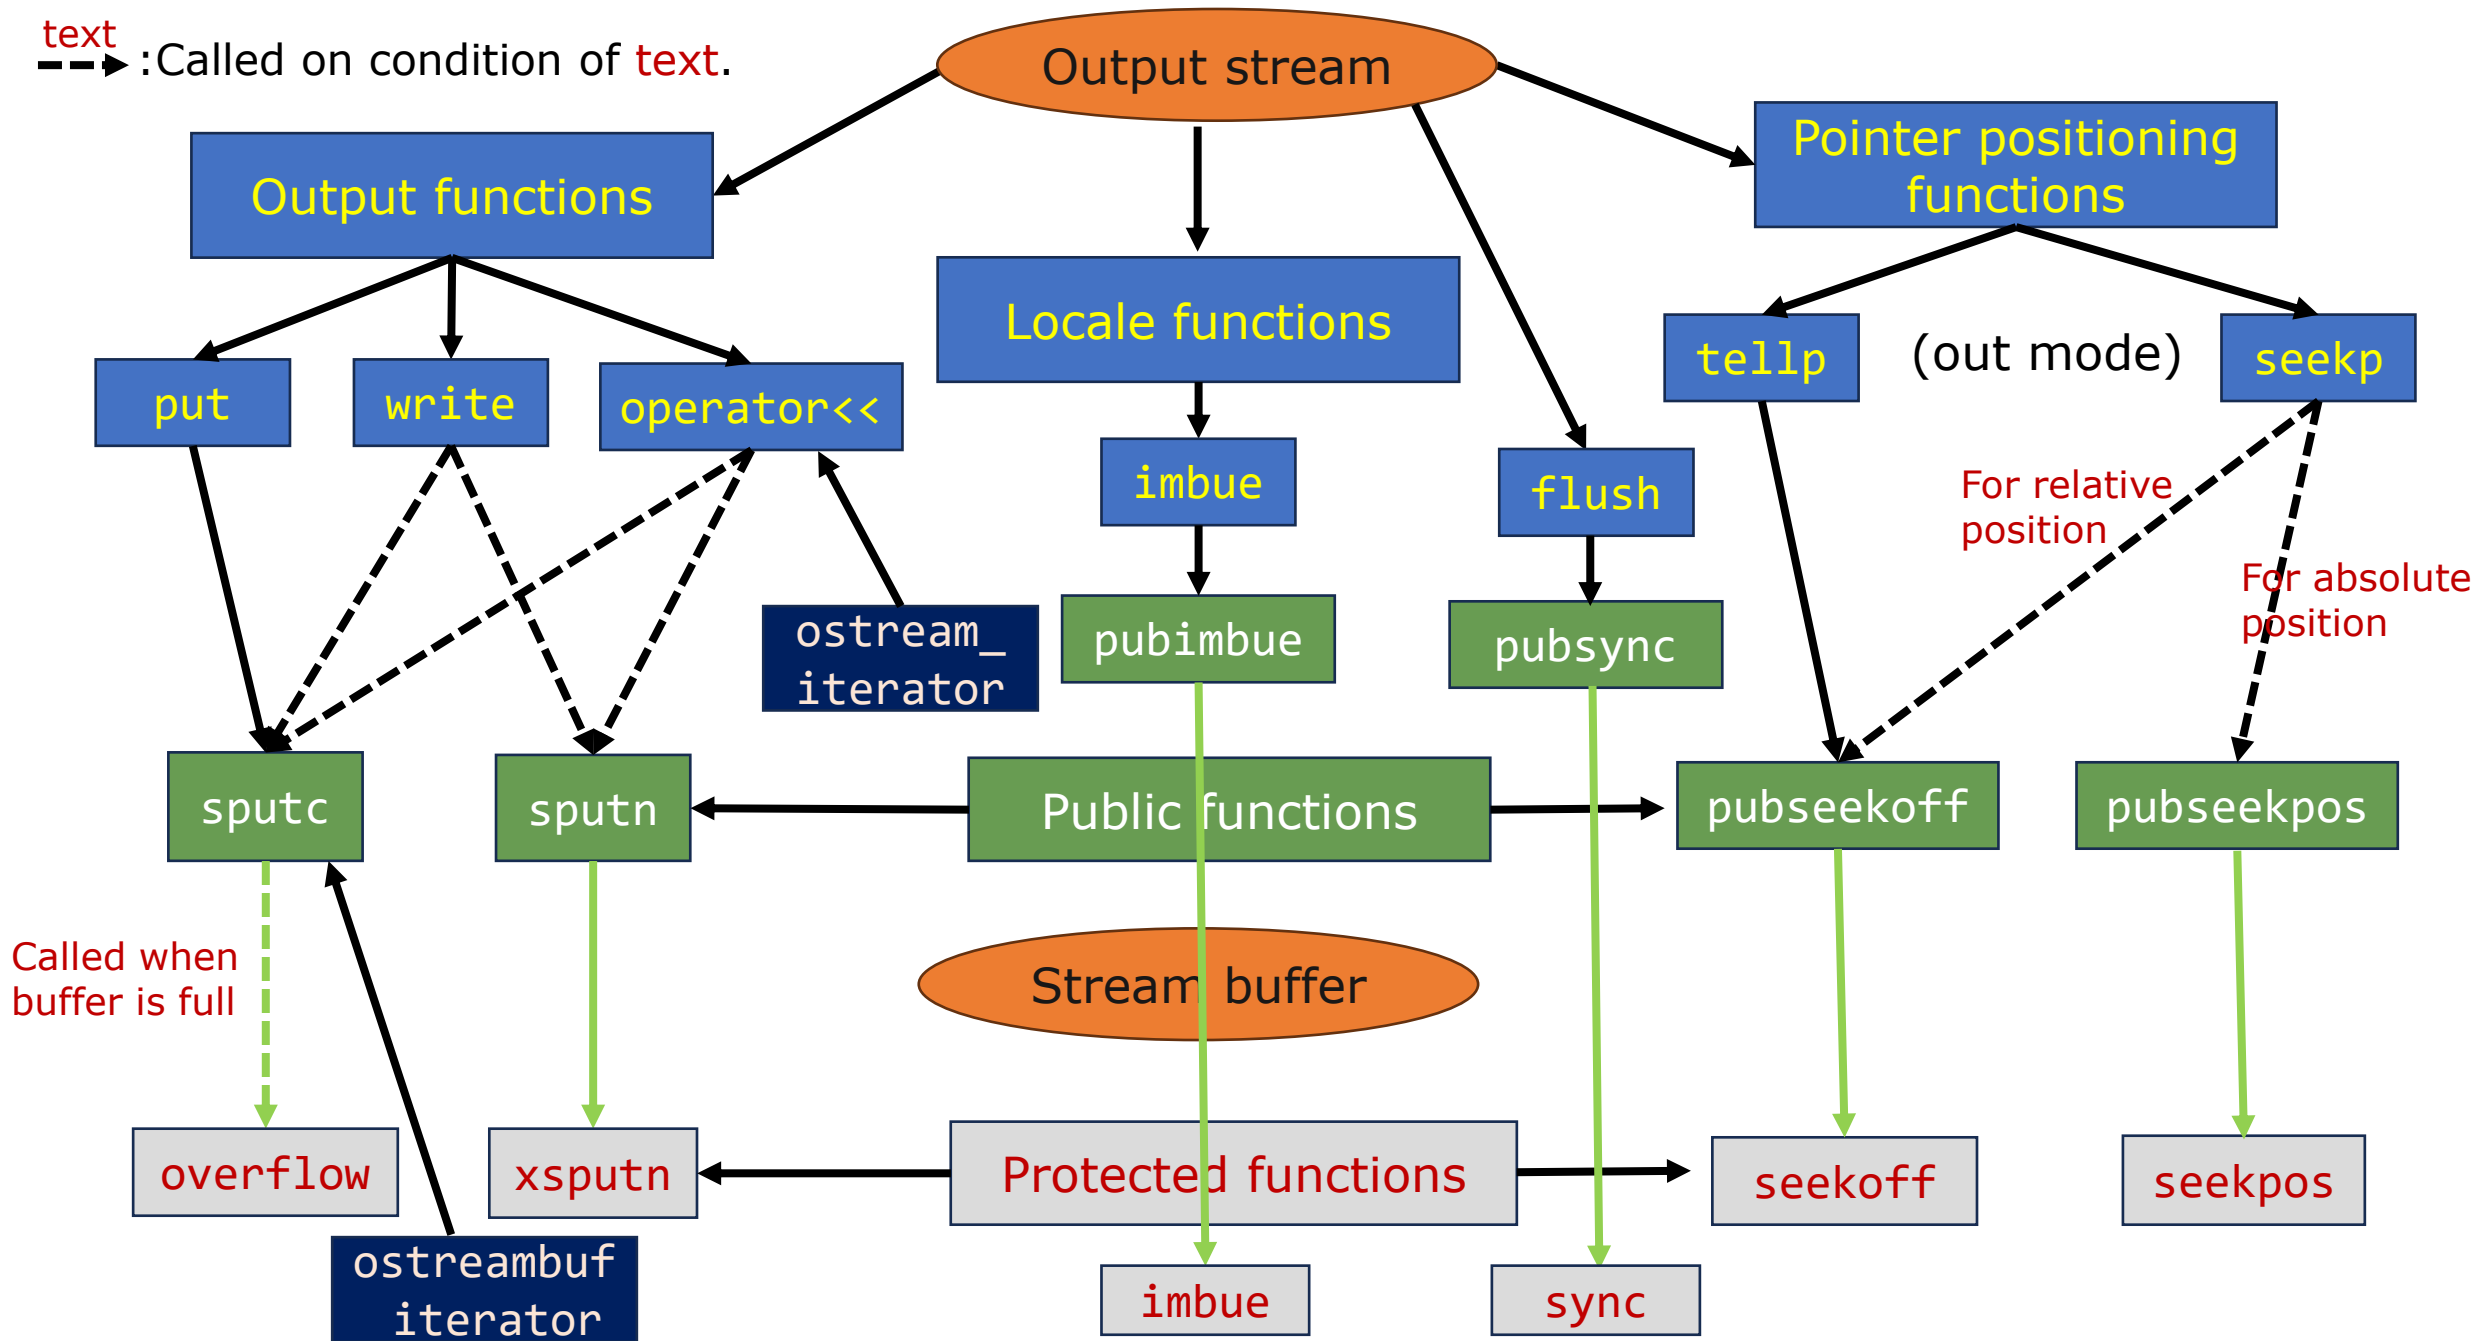 text
:Called on condition of text.
Output stream
Output functions
Pointer positioning
functions
Locale functions
put
write
operator<<
tellp
(out mode)
seekp
imbue
flush
For relative
position
For absolute
position
ostream_
iterator
pubimbue
pubsync
sputc
sputn
Public functions
pubseekoff
pubseekpos
Called when
buffer is full
Stream buffer
overflow
xsputn
Protected functions
seekoff
seekpos
ostreambuf
iterator
imbue
sync